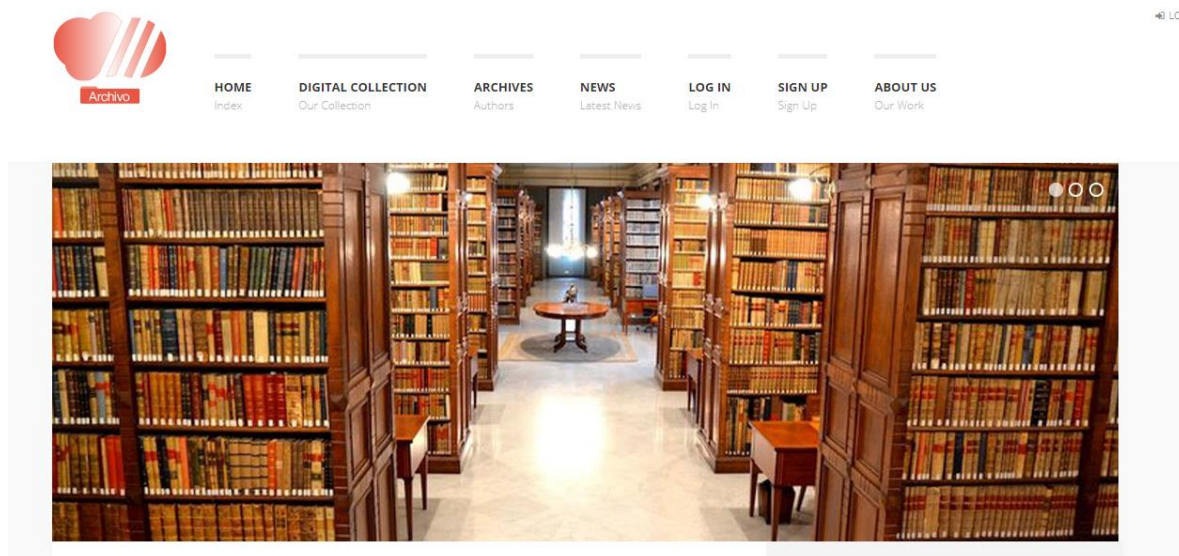 Archivo
HOME DIGITAL COLLECTION ARCHIVES NEWS LOG IN SIGN UP ABOUT US
Index Our Collection Authors Latest News Log In Sign Up Our Work